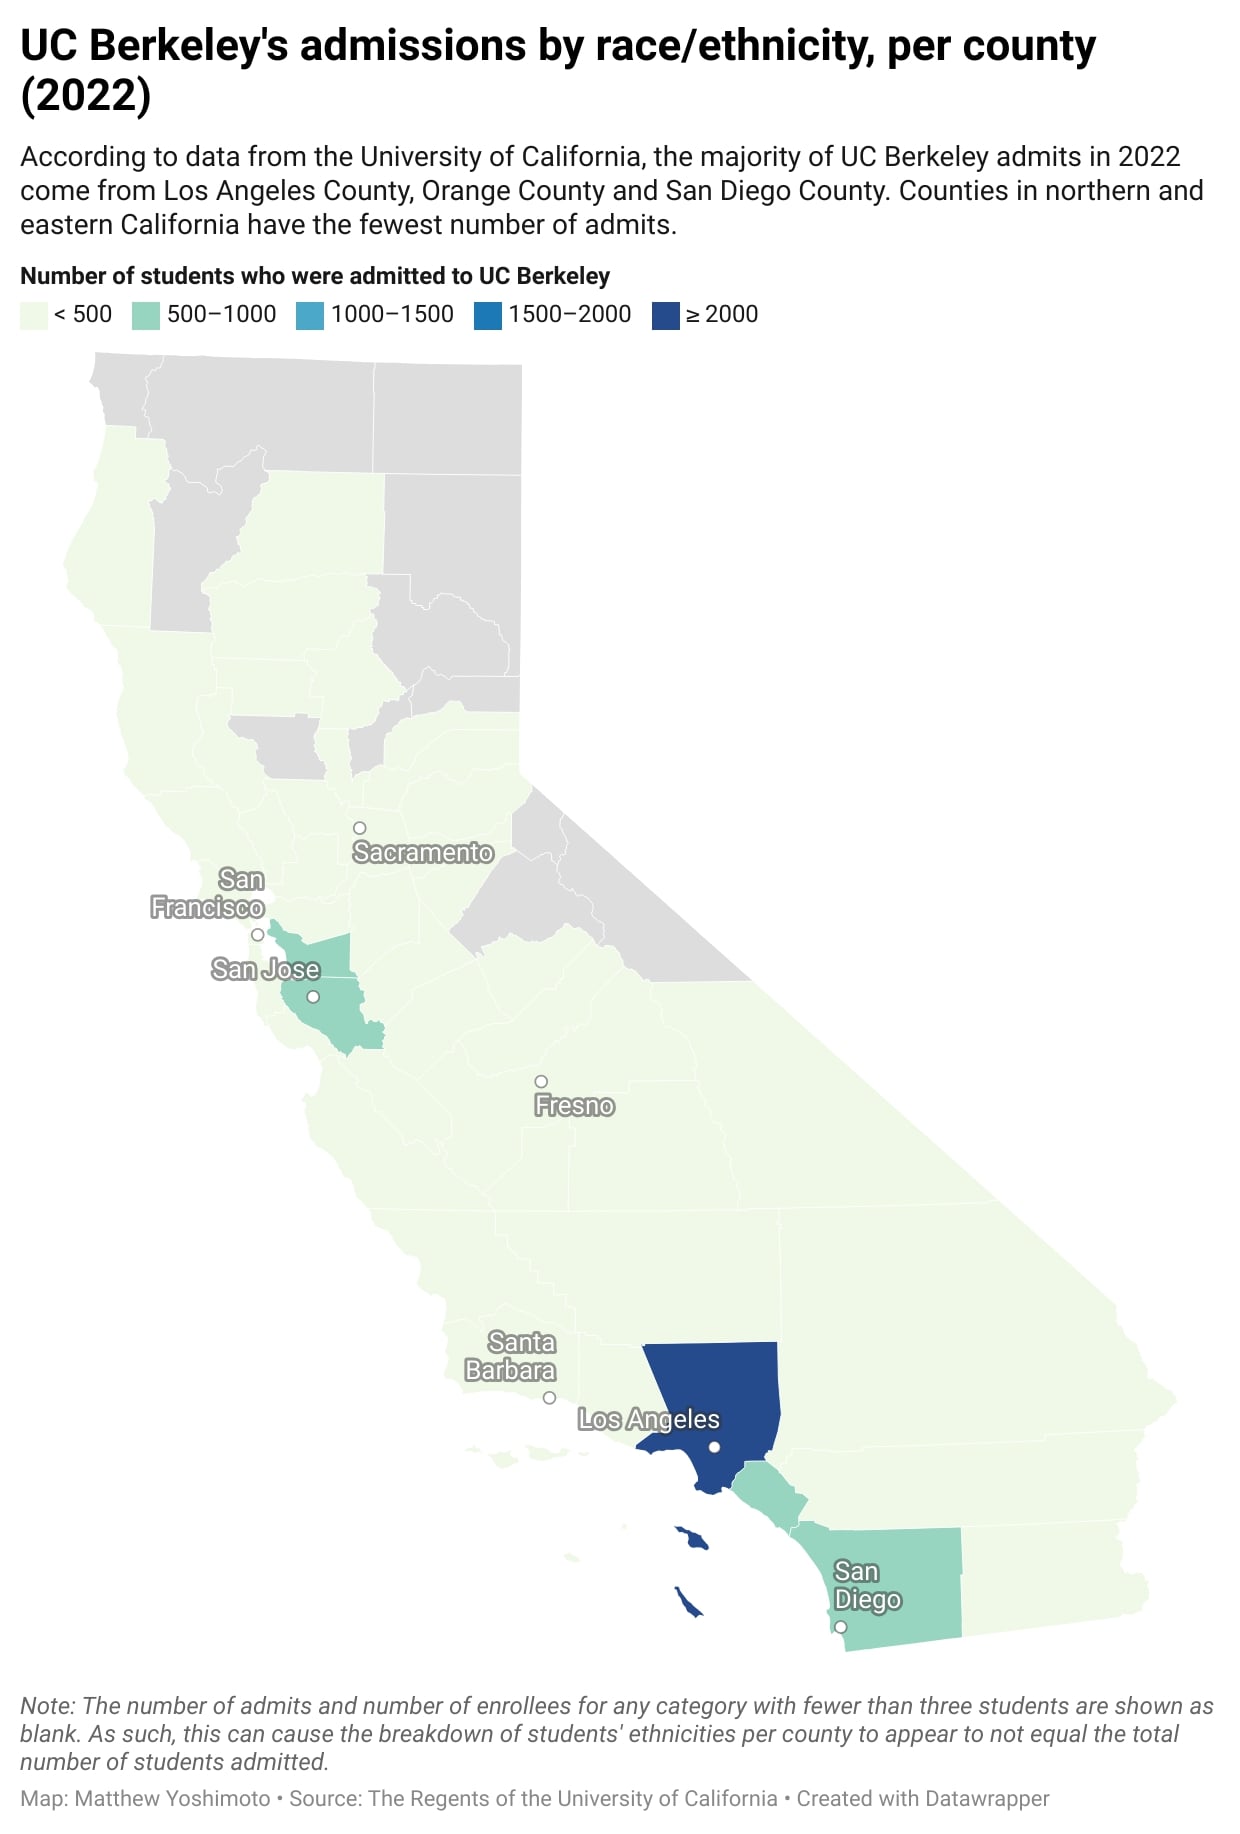 UC Berkeley's admissions by race/ethnicity, per county
(2022)
According to data from the University of California, the majority of UC Berkeley admits in 2022
come from Los Angeles County, Orange County and San Diego County. Counties in northern and
eastern California have the fewest number of admits.
Number of students who were admitted to UC Berkeley
< 500 500–1000 1000–1500 1500–2000 ≥ 2000
Sacramento
San
Francisco
San Jose
Fresno
Santa
Barbara
Los Angeles
San
Diego
Note: The number of admits and number of enrollees for any category with fewer than three students are shown as
blank. As such, this can cause the breakdown of students' ethnicities per county to appear to not equal the total
number of students admitted.
Map: Matthew Yoshimoto • Source: The Regents of the University of California • Created with Datawrapper